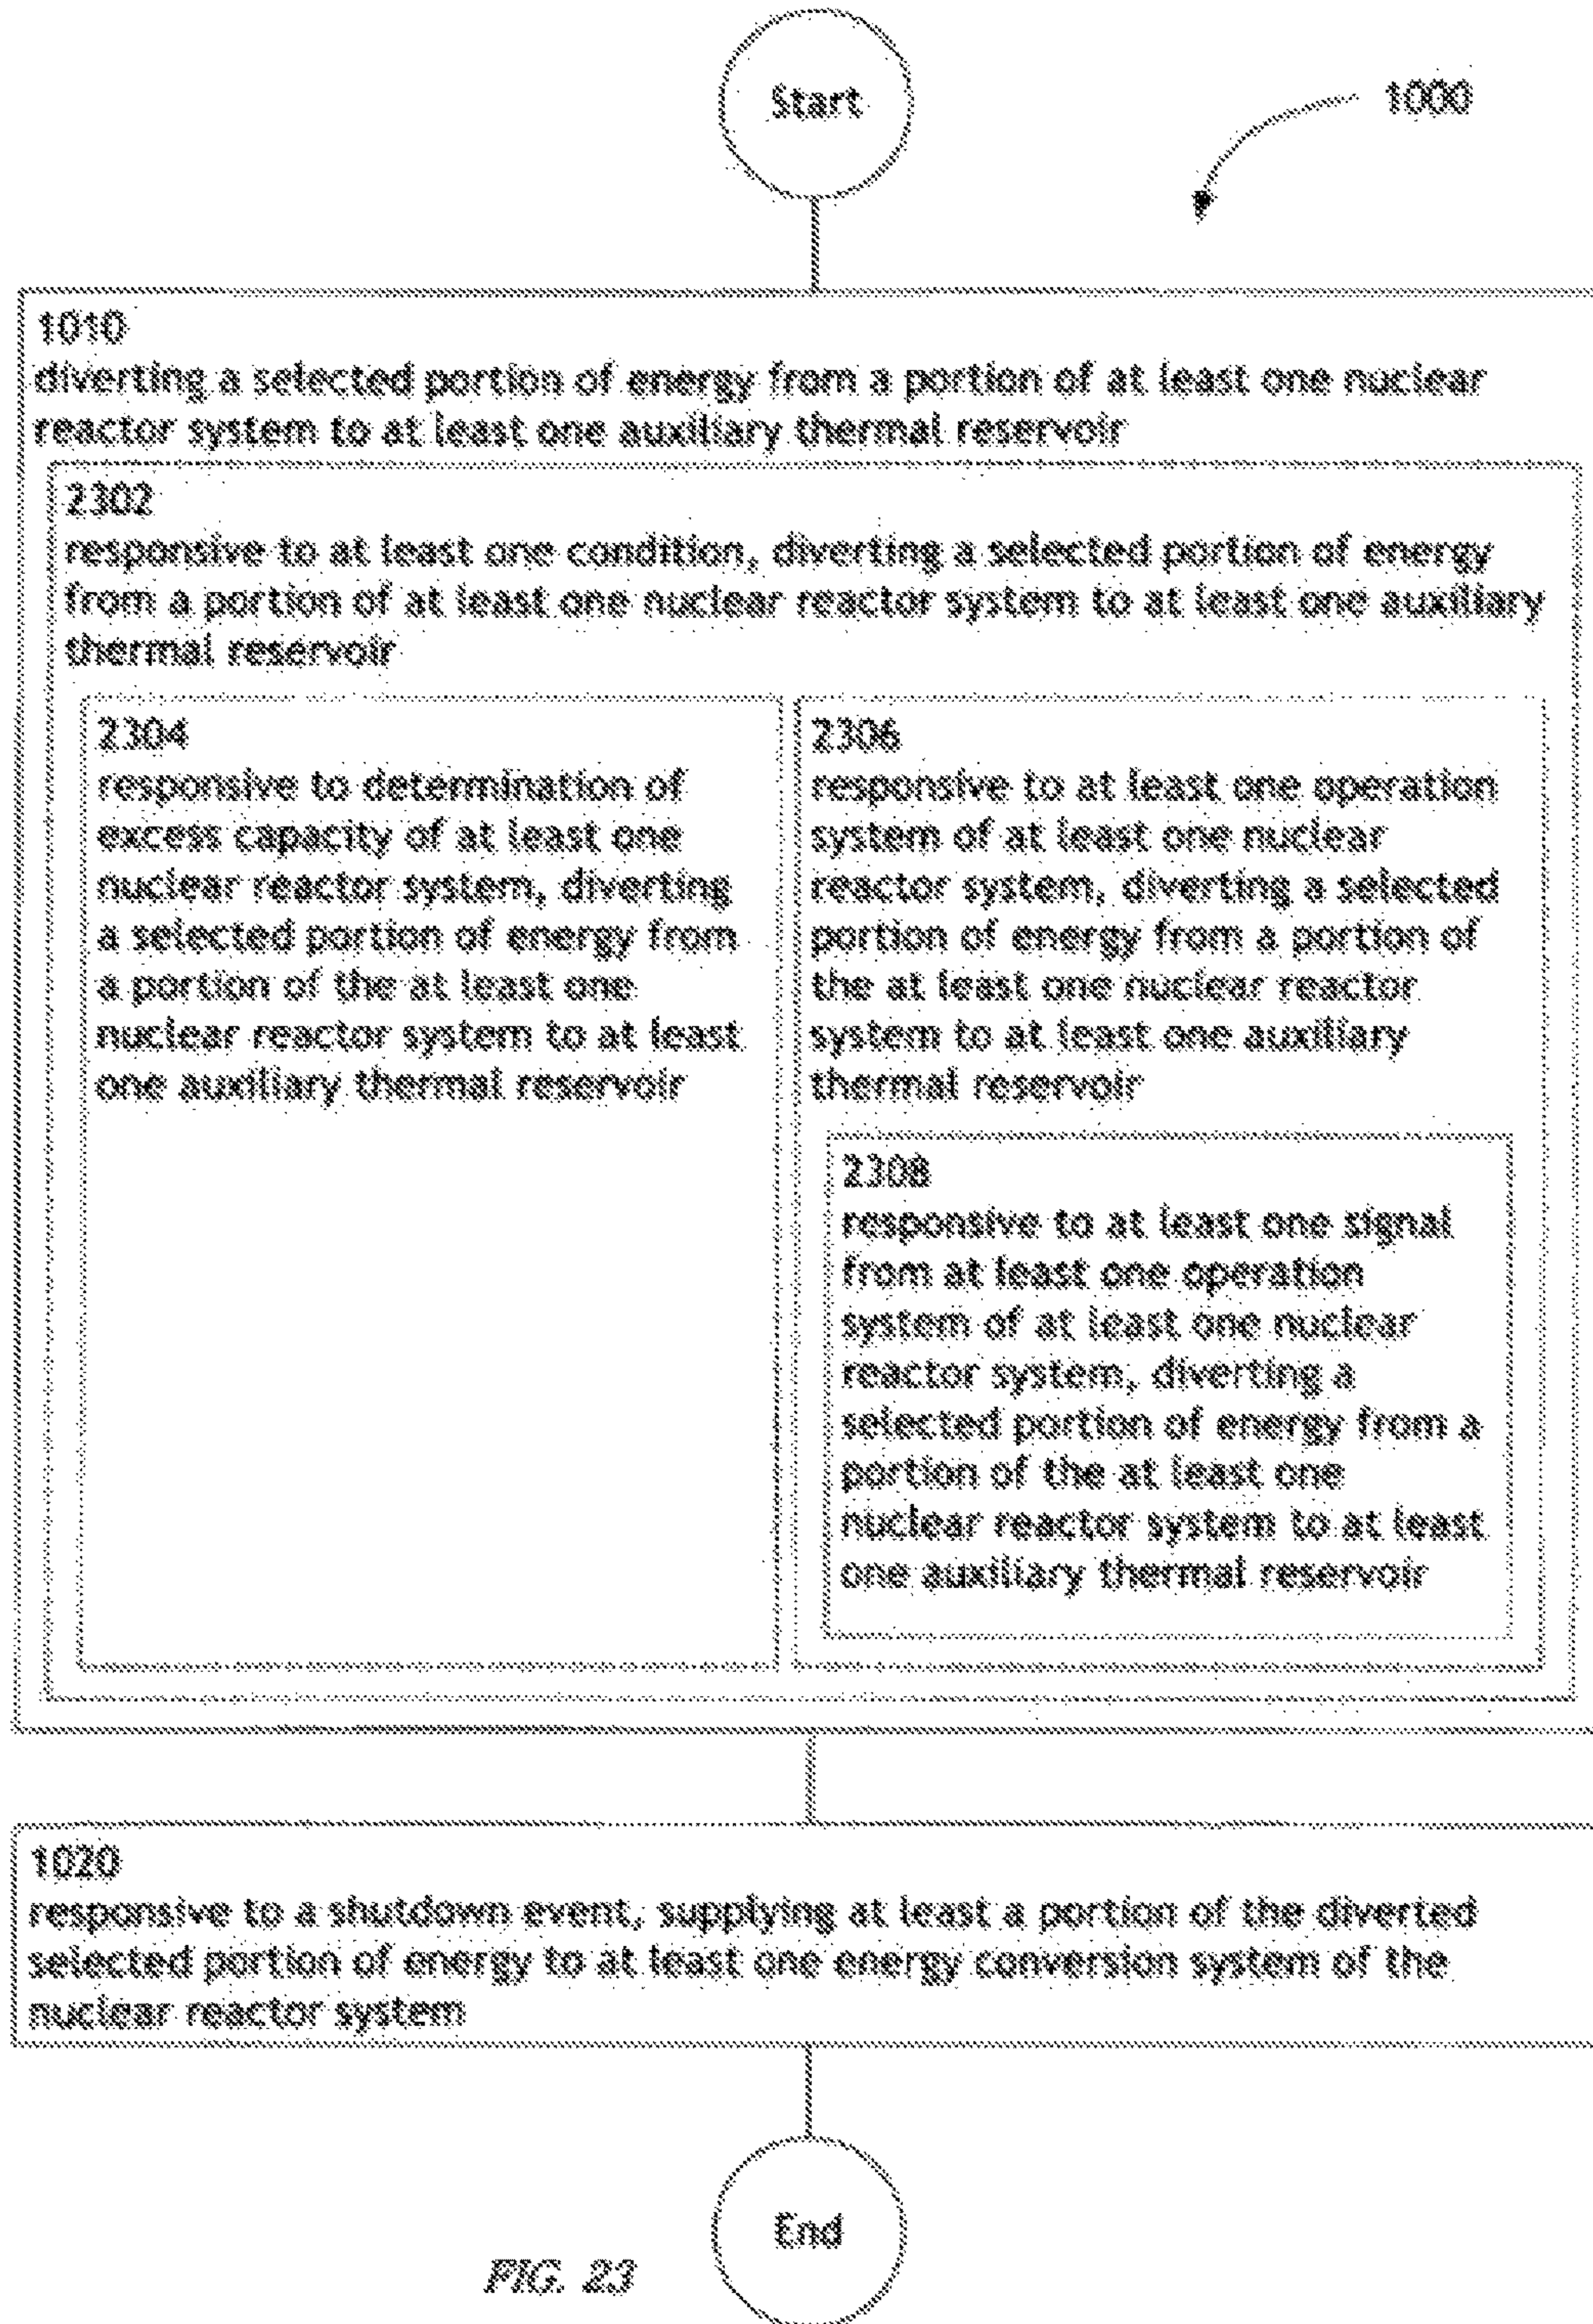 Start
1000
1010
diverting a selected portion of energy from a portion of at least one nuclear
reactor system to at least one auxiliary thermal reservoir
2302
responsive to at least one condition, diverting a selected portion of energy
from a portion of at least one nuclear reactor system to at least one auxiliary
thermal reservoir
2304
responsive to determination of
excess capacity of at least one
nuclear reactor system, diverting
a selected portion of energy from
a portion of the at least one
nuclear reactor system to at least
one auxiliary thermal reservoir
2306
responsive to at least one operation
system of at least one nuclear
reactor system, diverting a selected
portion of energy from a portion of
the at least one nuclear reactor
system to at least one auxiliary
thermal reservoir
2308
responsive to at least one signal
from at least one operation
system of at least one nuclear
reactor system, diverting a
selected portion of energy from a
portion of the at least one
nuclear reactor system to at least
one auxiliary thermal reservoir
1020
responsive to a shutdown event, supplying at least a portion of the diverted
selected portion of energy to at least one energy conversion system of the
nuclear reactor system
End
FIG. 23